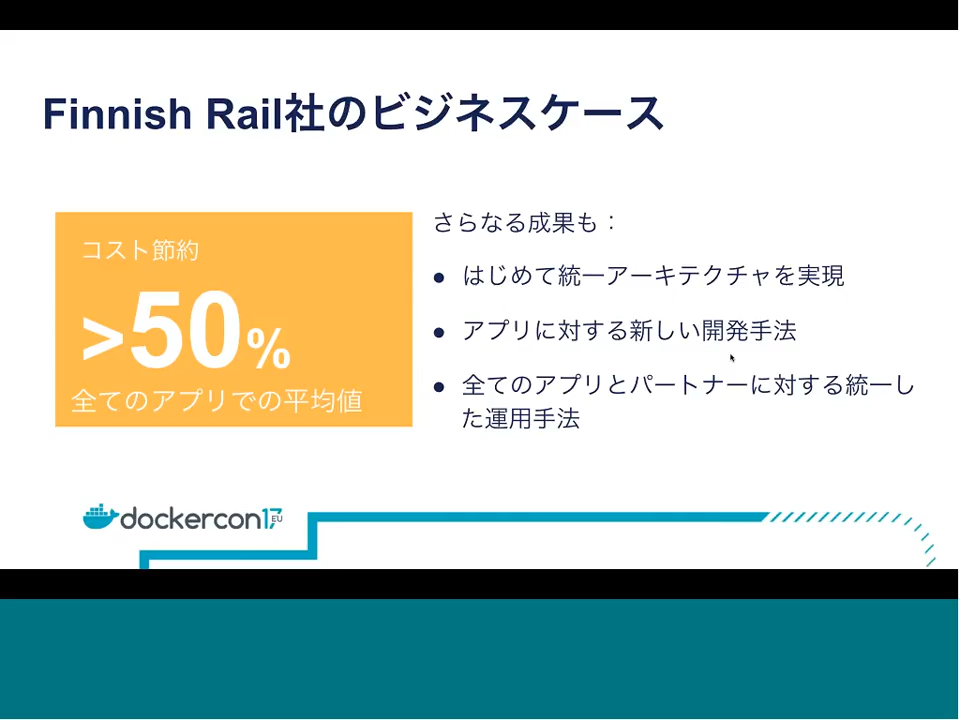 Finnish Rail社のビジネスケース
コスト節約
>50%
全てのアプリでの平均値
さらなる成果も：
● はじめて統一アーキテクチャを実現
● アプリに対する新しい開発手法
● 全てのアプリとパートナーに対する統一し
た運用手法
dockercon17 EU